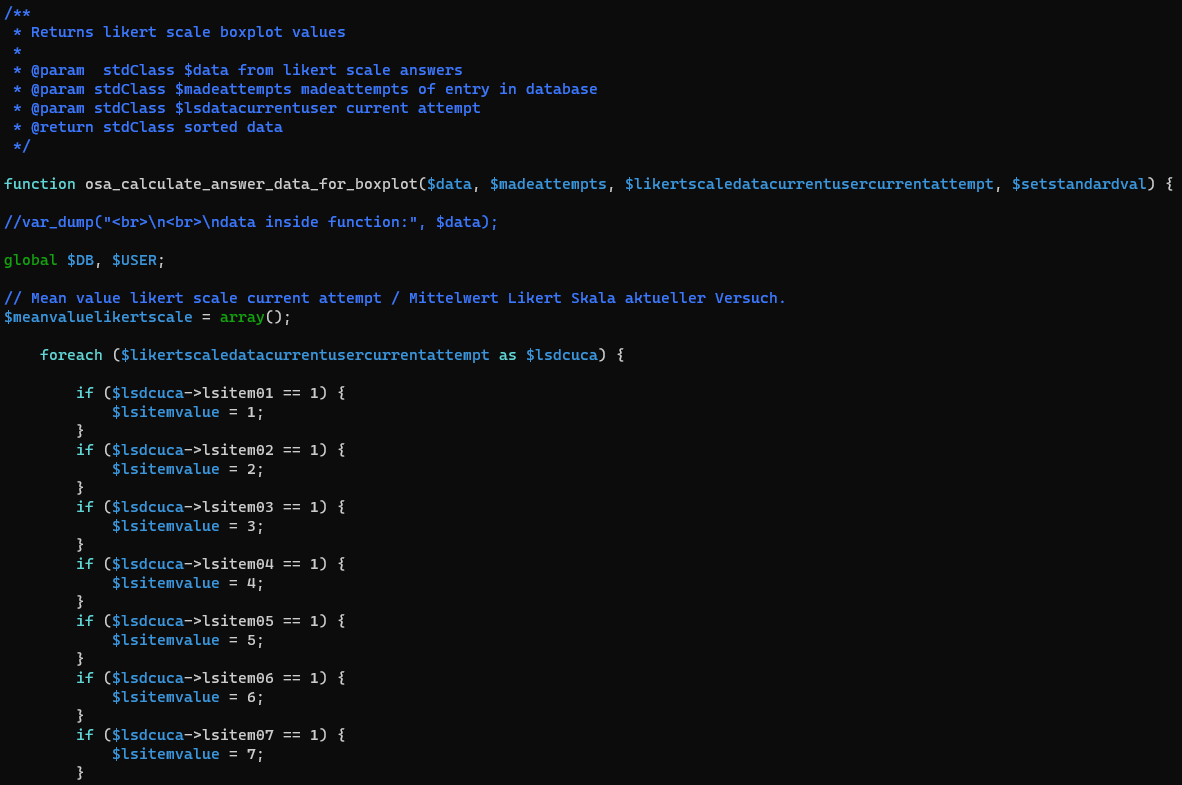 /**
 * Returns likert scale boxplot values
 *
 * @param  stdClass $data from likert scale answers
 * @param stdClass $madeattempts madeattempts of entry in database
 * @param stdClass $lsdatacurrentuser current attempt
 * @return stdClass sorted data
 */
function osa_calculate_answer_data_for_boxplot($data, $madeattempts, $likertscaledatacurrentusercurrentattempt, $setstandardval) {
//var_dump("<br>\n<br>\ndata inside function:", $data);
global $DB, $USER;
// Mean value likert scale current attempt / Mittelwert Likert Skala aktueller Versuch.
$meanvaluelikertscale = array();
    foreach ($likertscaledatacurrentusercurrentattempt as $lsdcuca) {
        if ($lsdcuca->lsitem01 == 1) {
            $lsitemvalue = 1;
        }
        if ($lsdcuca->lsitem02 == 1) {
            $lsitemvalue = 2;
        }
        if ($lsdcuca->lsitem03 == 1) {
            $lsitemvalue = 3;
        }
        if ($lsdcuca->lsitem04 == 1) {
            $lsitemvalue = 4;
        }
        if ($lsdcuca->lsitem05 == 1) {
            $lsitemvalue = 5;
        }
        if ($lsdcuca->lsitem06 == 1) {
            $lsitemvalue = 6;
        }
        if ($lsdcuca->lsitem07 == 1) {
            $lsitemvalue = 7;
        }